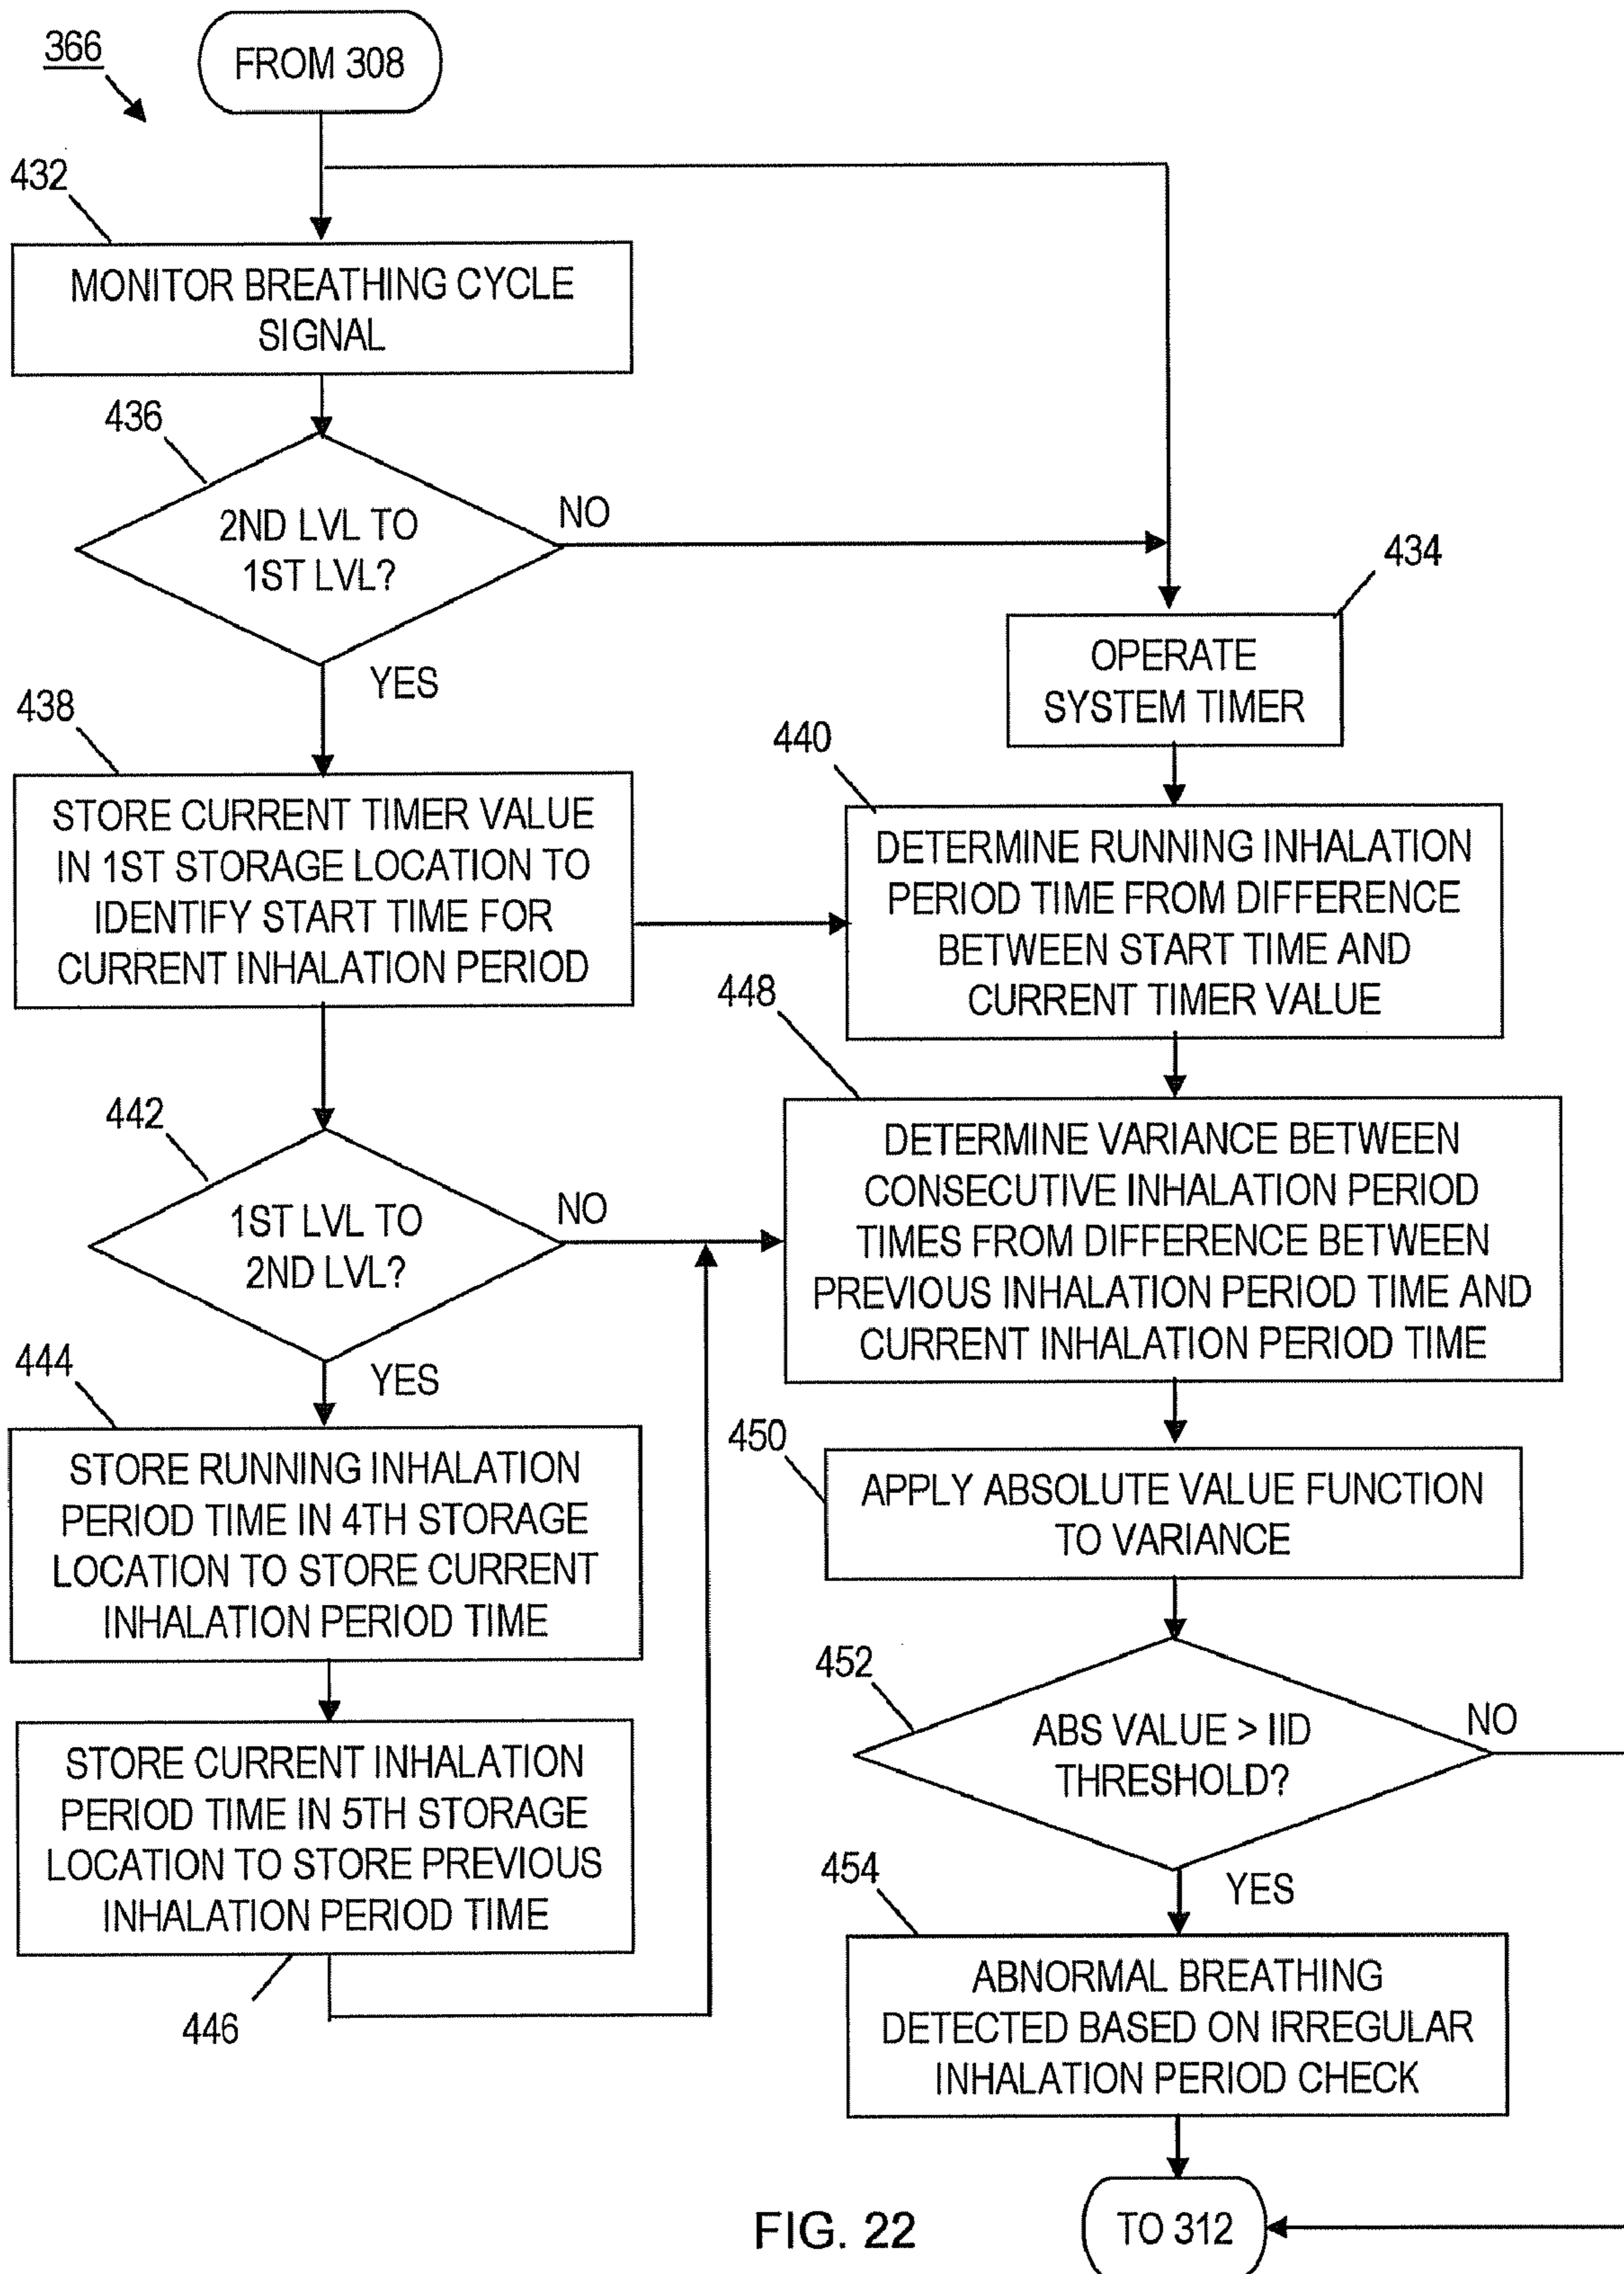 366
FROM 308
432
MONITOR BREATHING CYCLE
SIGNAL
436
2ND LVL TO
1ST LVL?
NO
YES
434
OPERATE
SYSTEM TIMER
438
STORE CURRENT TIMER VALUE
IN 1ST STORAGE LOCATION TO
IDENTIFY START TIME FOR
CURRENT INHALATION PERIOD
440
DETERMINE RUNNING INHALATION
PERIOD TIME FROM DIFFERENCE
BETWEEN START TIME AND
CURRENT TIMER VALUE
442
1ST LVL TO
2ND LVL?
NO
YES
448
DETERMINE VARIANCE BETWEEN
CONSECUTIVE INHALATION PERIOD
TIMES FROM DIFFERENCE BETWEEN
PREVIOUS INHALATION PERIOD TIME AND
CURRENT INHALATION PERIOD TIME
444
STORE RUNNING INHALATION
PERIOD TIME IN 4TH STORAGE
LOCATION TO STORE CURRENT
INHALATION PERIOD TIME
450
APPLY ABSOLUTE VALUE FUNCTION
TO VARIANCE
STORE CURRENT INHALATION
PERIOD TIME IN 5TH STORAGE
LOCATION TO STORE PREVIOUS
INHALATION PERIOD TIME
446
452
ABS VALUE > IID
THRESHOLD?
NO
YES
454
ABNORMAL BREATHING
DETECTED BASED ON IRREGULAR
INHALATION PERIOD CHECK
TO 312
FIG. 22